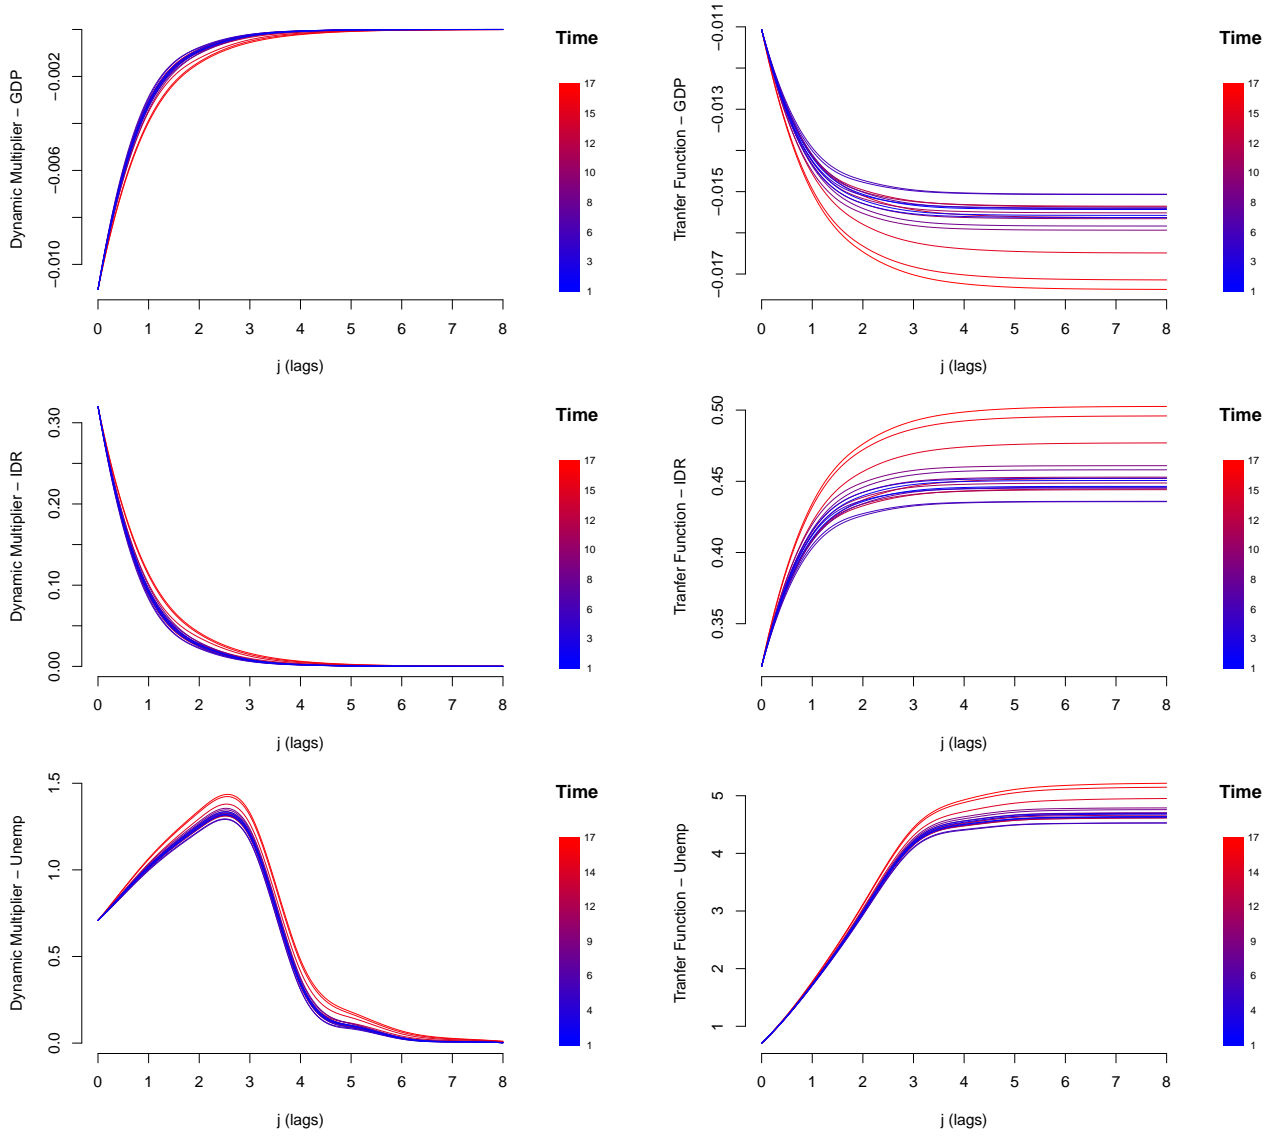 Dynamic Multiplier − GDP
−0.010
−0.006
−0.002
0 1 2 3 4 5 6 7 8
j (lags)
Time
17
15
12
10
8
6
3
1
Tranfer Function − GDP
−0.017
−0.015
−0.013
−0.011
0 1 2 3 4 5 6 7 8
j (lags)
Time
17
15
12
10
8
6
3
1
Dynamic Multiplier − IDR
0.00
0.10
0.20
0.30
0 1 2 3 4 5 6 7 8
j (lags)
Time
17
15
12
10
8
6
3
1
Tranfer Function − IDR
0.35
0.40
0.45
0.50
0 1 2 3 4 5 6 7 8
j (lags)
Time
17
15
12
10
8
6
3
1
Dynamic Multiplier − Unemp
0.0
0.5
1.0
1.5
0 1 2 3 4 5 6 7 8
j (lags)
Time
17
14
12
9
6
4
1
Tranfer Function − Unemp
1
2
3
4
5
0 1 2 3 4 5 6 7 8
j (lags)
Time
17
14
12
9
6
4
1